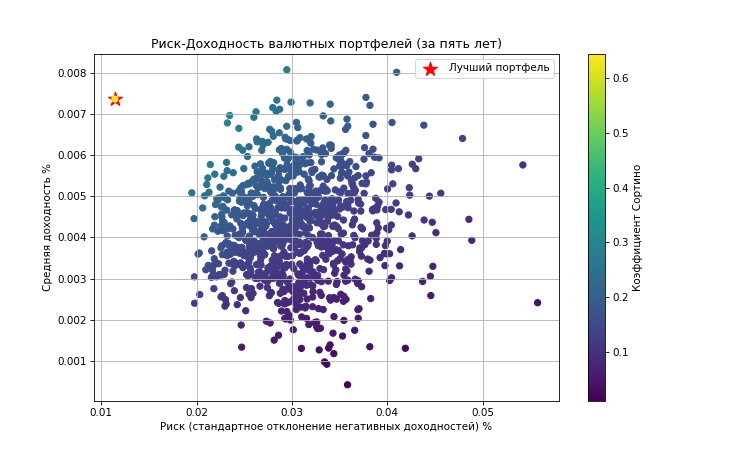 Риск-Доходность валютных портфелей (за пять лет)
Лучший портфель
Средняя доходность %
0.008
0.007
0.006
0.005
0.004
0.003
0.002
0.001
0.01 0.02 0.03 0.04 0.05
Риск (стандартное отклонение негативных доходностей) %
0.6
0.5
0.4
0.3
0.2
0.1
Коэффициент Сортино